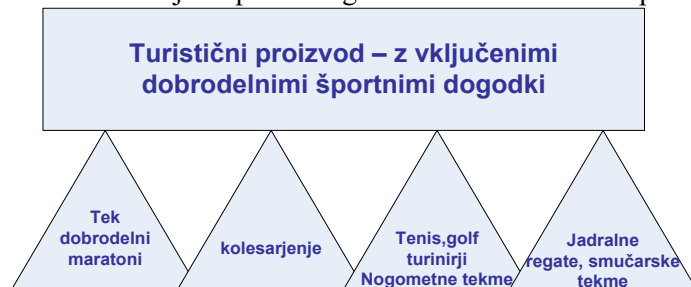 Turistični proizvod – z vključenimi
dobrodelnimi športnimi dogodki
Tek
dobrodelni
maratoni
kolesarjenje
Tenis,golf
turinirji
Nogometne tekme
Jadralne
regate, smučarske
tekme